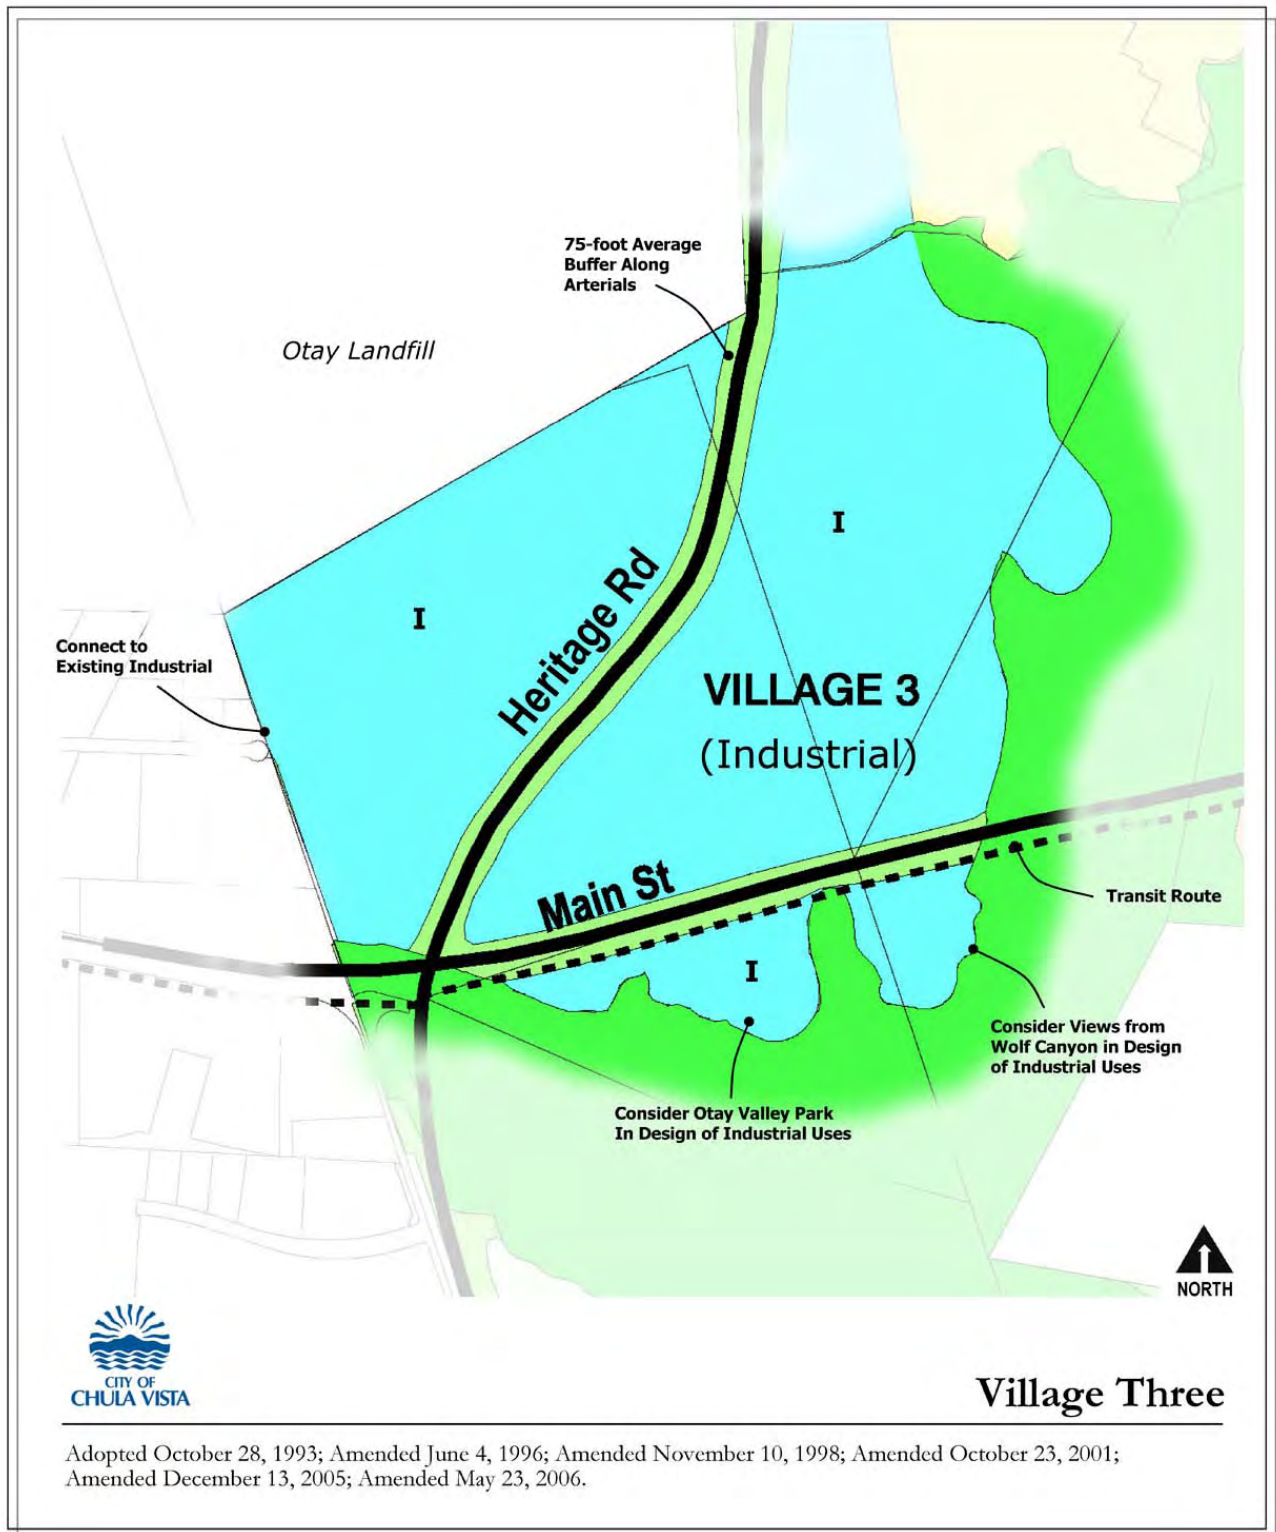 75-foot Average
Buffer Along
Arterials
Otay Landfill
I
I
Heritage Rd
Connect to
Existing Industrial
VILLAGE 3
(Industrial)
Main St
Transit Route
I
Consider Views from
Wolf Canyon in Design
of Industrial Uses
Consider Otay Valley Park
In Design of Industrial Uses
NORTH
CITY OF
CHULA VISTA
Village Three
Adopted October 28, 1993; Amended June 4, 1996; Amended November 10, 1998; Amended October 23, 2001;
Amended December 13, 2005; Amended May 23, 2006.